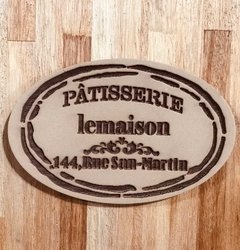 PÂTISSERIE
lemaison
144,Rue San-Martin